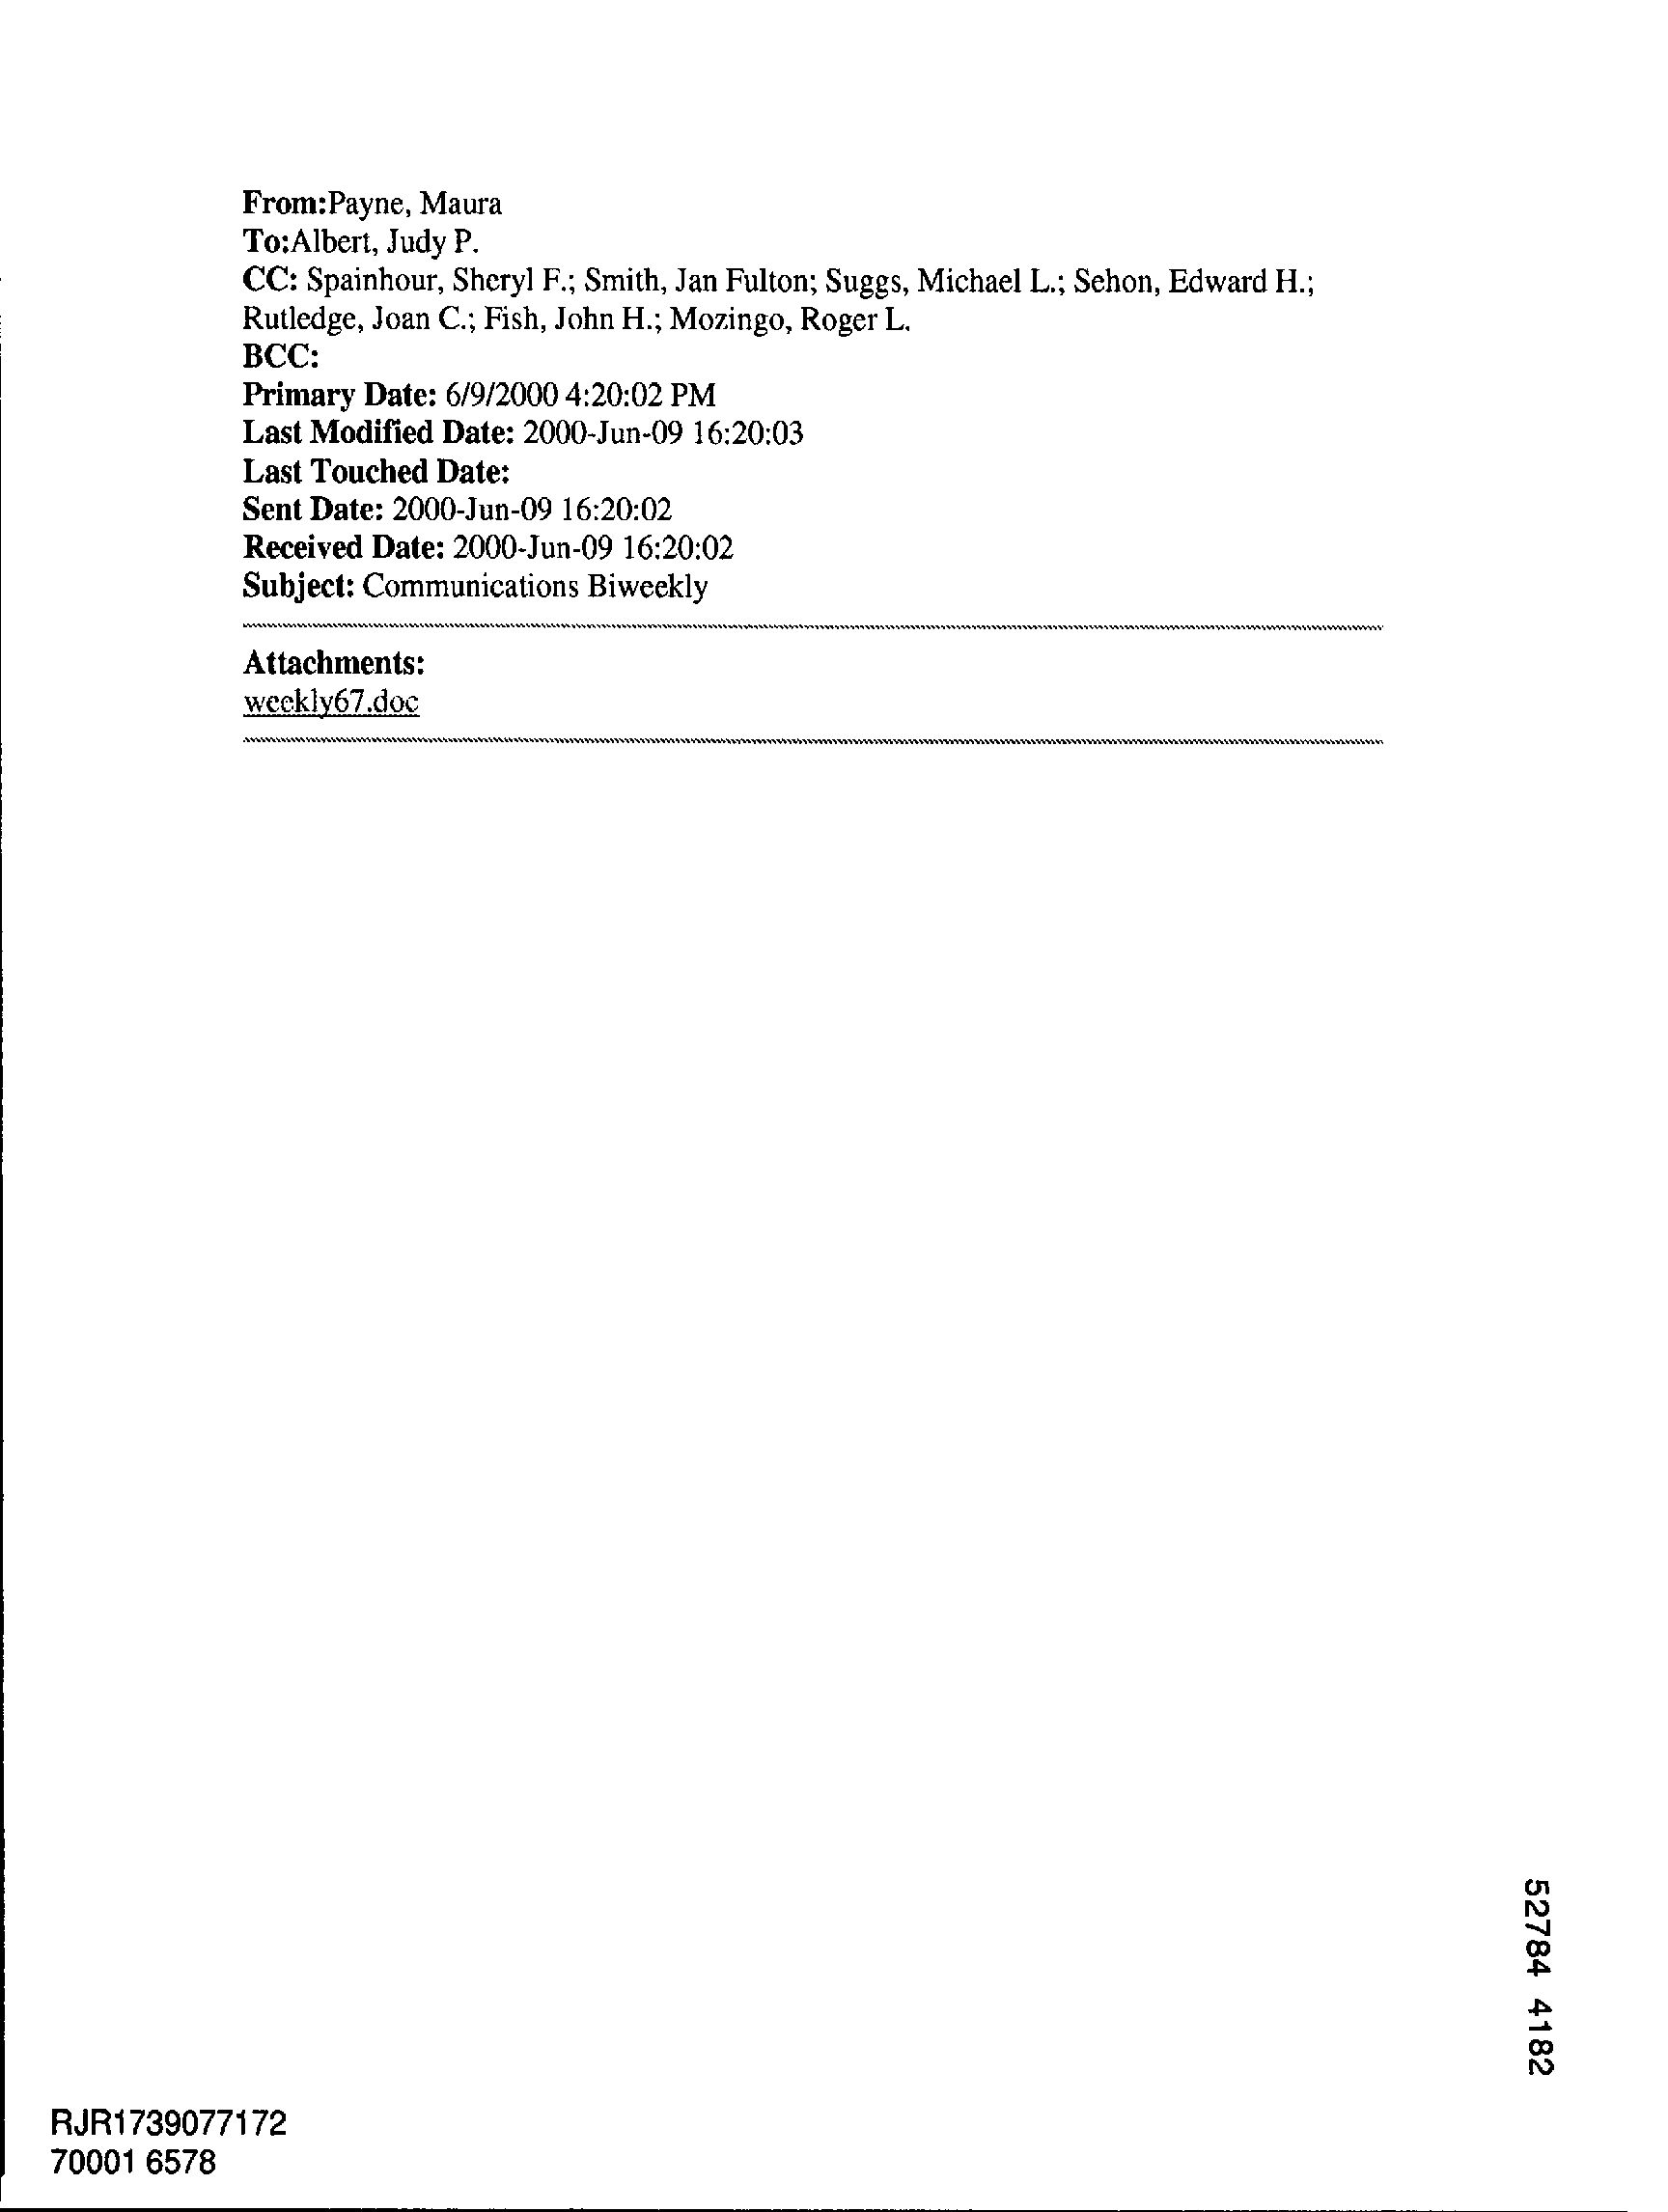 From:Payne, Maura
To:Albert, Judy P.
CC: Spainhour, Sheryl F.; Smith, Jan Fulton; Suggs, Michael L.; Sehon, Edward H.;
Rutledge, Joan C.; Fish, John H.; Mozingo, Roger L.
BCC:
Primary Date: 6/9/2000 4:20:02 PM
Last Modified Date: 2000-Jun-09 16:20:03
Last Touched Date:
Sent Date: 2000-Jun-09 16:20:02
Received Date: 2000-Jun-09 16:20:02
Subject: Communications Biweekly
Attachments:
weekly67.doc
52784 4182
RJR1739077172
70001 6578